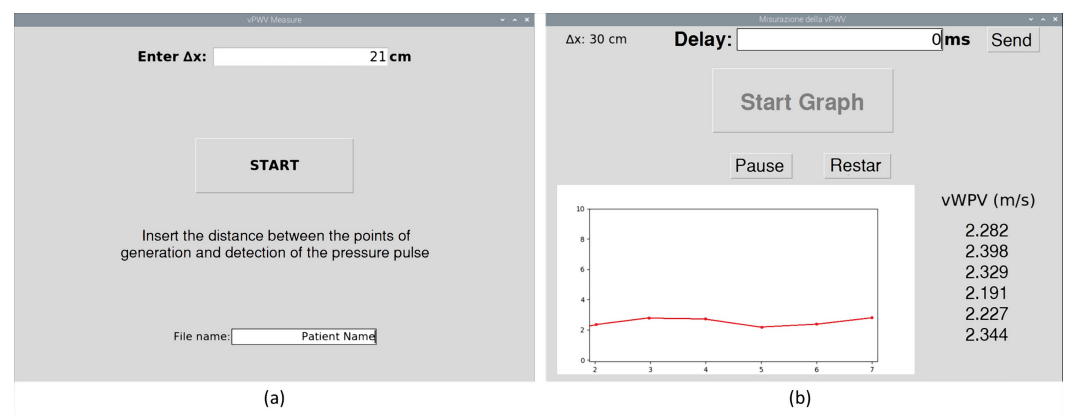 vPWV Measure
Enter Δx: 21 cm
START
Insert the distance between the points of
generation and detection of the pressure pulse
File name: Patient Name
(a)
Misurazione della vPWV
Δx: 30 cm Delay: 0 ms Send
Start Graph
Pause Restar
10
8
6
4
2
0
2 3 4 5 6 7
vWPV (m/s)
2.282
2.398
2.329
2.191
2.227
2.344
(b)